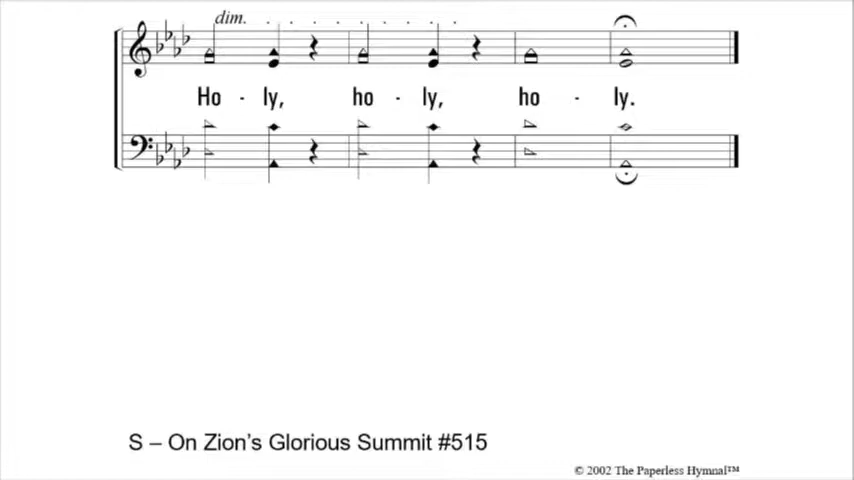 dim. . . . . . . . .
Ho - ly, ho - ly, ho - ly.
S – On Zion's Glorious Summit #515
© 2002 The Paperless Hymnal™